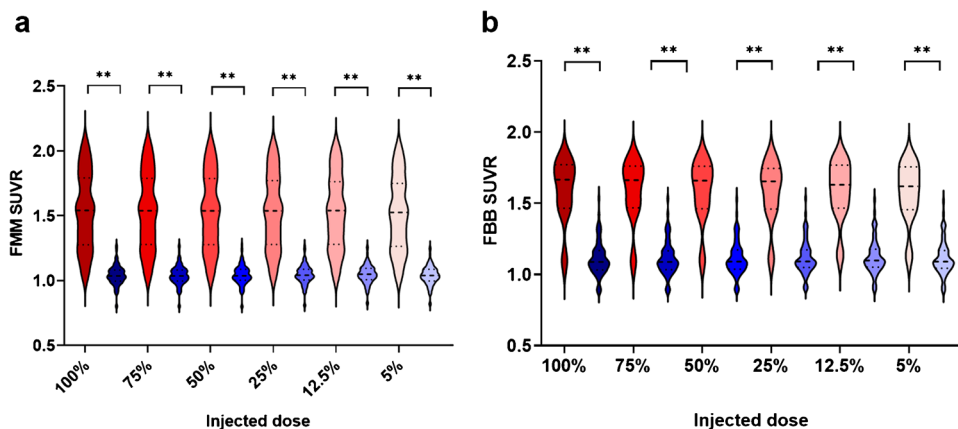 a
** ** ** ** ** **
FMM SUVR
2.5
2.0
1.5
1.0
0.5
100% 75% 50% 25% 12.5% 5%
Injected dose
b
** ** ** ** **
FBB SUVR
2.5
2.0
1.5
1.0
0.5
100% 75% 50% 25% 12.5% 5%
Injected dose